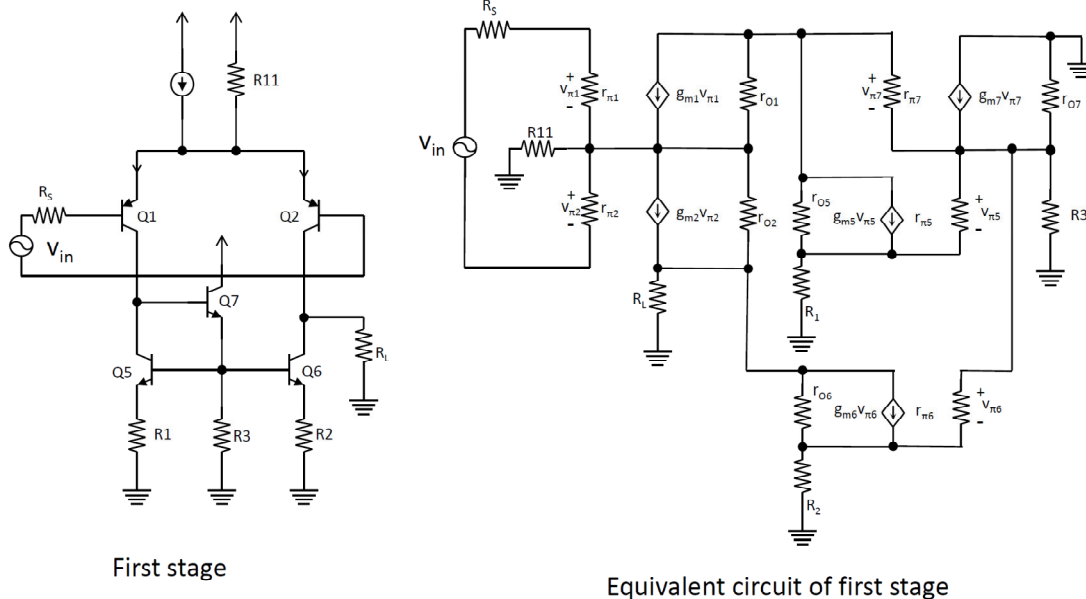 R11
Rs
Q1
Q2
Vin
Q7
Q5
Q6
RL
R1
R3
R2
First stage
Rs
+
vπ1
-
rπ1
gm1vπ1
rO1
+
vπ7
-
rπ7
gm7vπ7
rO7
Vin
R11
vπ2
-
rπ2
gm2vπ2
rO2
rO5
gm5vπ5
rπ5
+
vπ5
-
R3
RL
R1
rO6
gm6vπ6
rπ6
+
vπ6
-
R2
Equivalent circuit of first stage